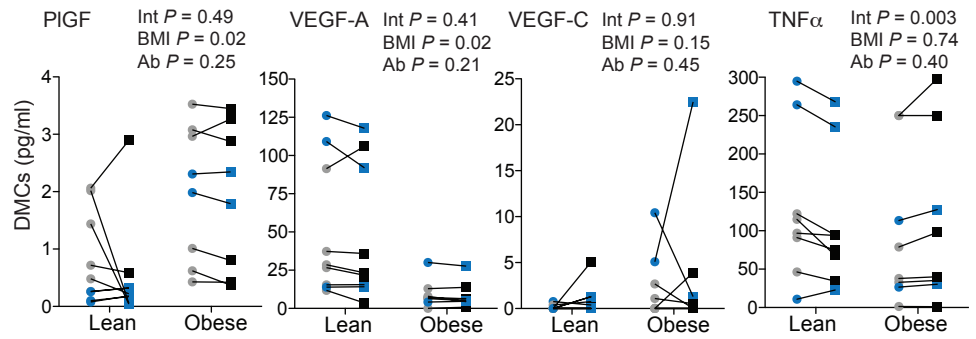 PlGF
Int P = 0.49
BMI P = 0.02
Ab P = 0.25
VEGF-A
Int P = 0.41
BMI P = 0.02
Ab P = 0.21
VEGF-C
Int P = 0.91
BMI P = 0.15
Ab P = 0.45
TNFα
Int P = 0.003
BMI P = 0.74
Ab P = 0.40
DMCs (pg/ml)
4
3
2
1
0
Lean Obese
150
125
100
75
50
25
0
Lean Obese
25
20
15
10
5
0
Lean Obese
300
250
200
150
100
50
0
Lean Obese